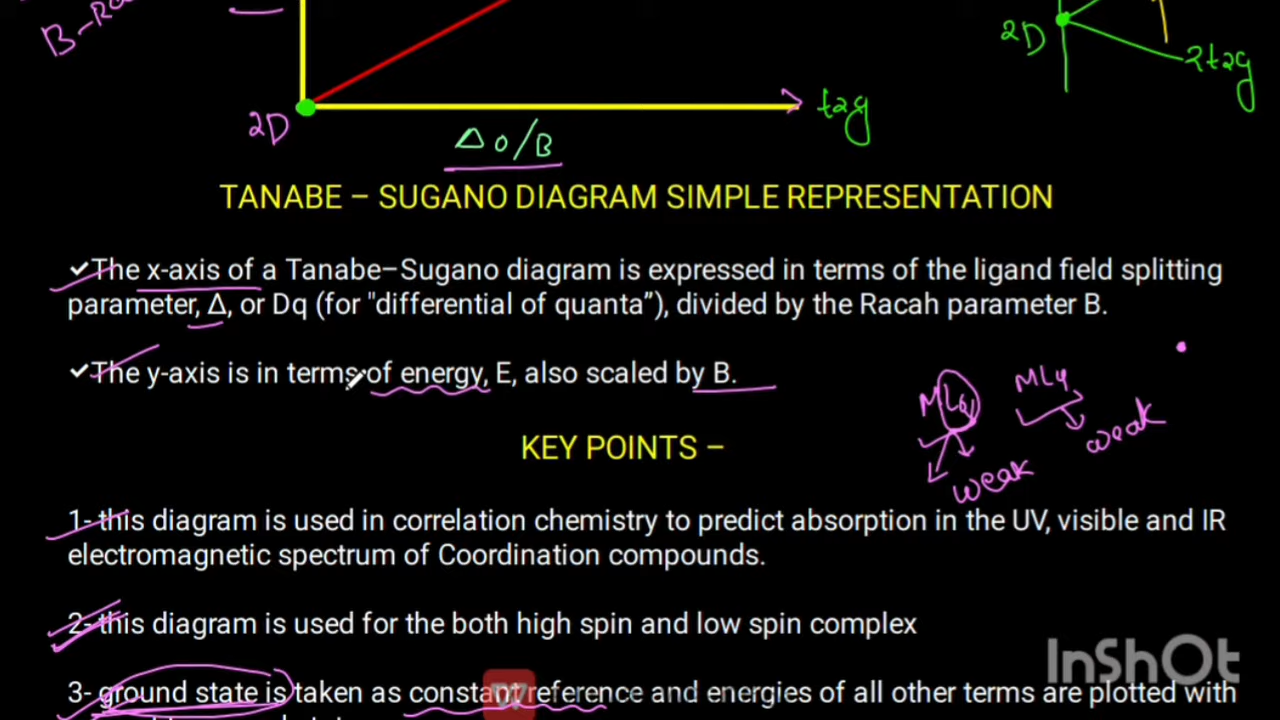 B-Ra
2D
2D
2t2g
t2g
Δo/B
TANABE – SUGANO DIAGRAM SIMPLE REPRESENTATION
✔The x-axis of a Tanabe–Sugano diagram is expressed in terms of the ligand field splitting
parameter, Δ, or Dq (for "differential of quanta”), divided by the Racah parameter B.
✔The y-axis is in terms of energy, E, also scaled by B.
ML6 ML4
weak weak
KEY POINTS –
1- this diagram is used in correlation chemistry to predict absorption in the UV, visible and IR
electromagnetic spectrum of Coordination compounds.
2- this diagram is used for the both high spin and low spin complex
3- ground state is taken as constant reference and energies of all other terms are plotted with
InShOt